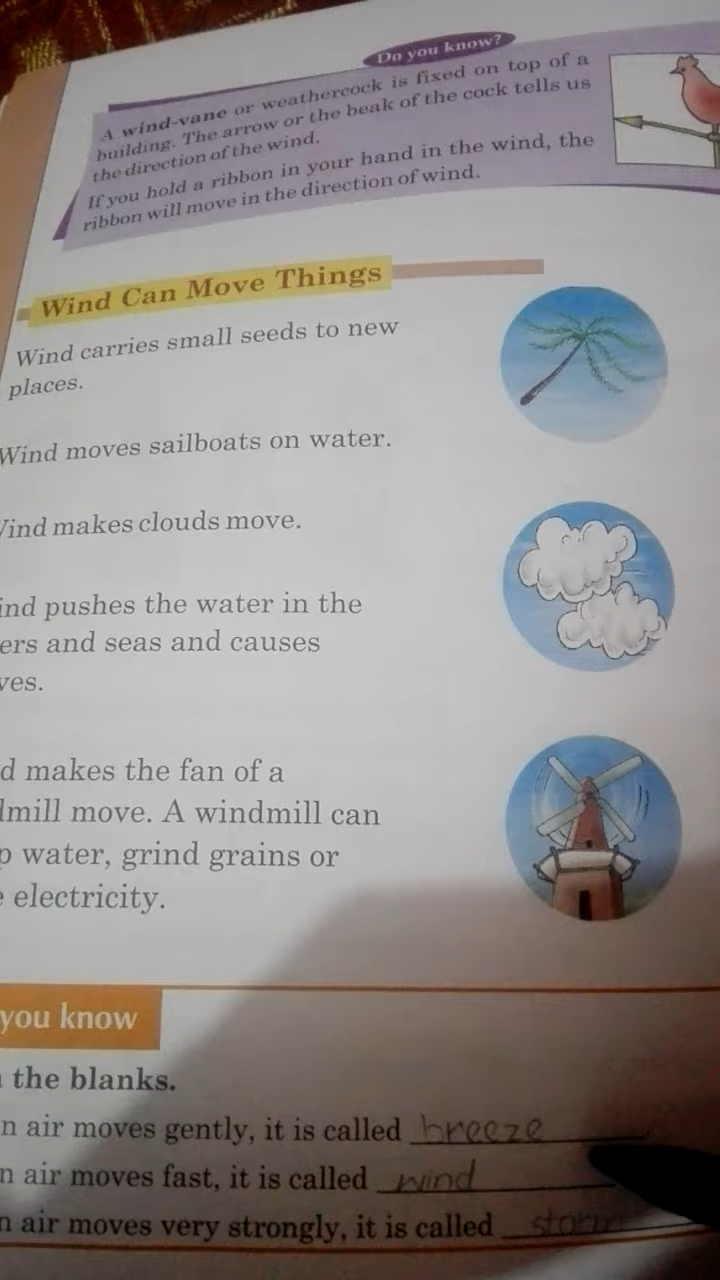 Do you know?
A wind-vane or weathercock is fixed on top of a
building. The arrow or the beak of the cock tells us
the direction of the wind.
If you hold a ribbon in your hand in the wind, the
ribbon will move in the direction of wind.
Wind Can Move Things
Wind carries small seeds to new
places.
Wind moves sailboats on water.
Wind makes clouds move.
ind pushes the water in the
ers and seas and causes
ves.
d makes the fan of a
lmill move. A windmill can
p water, grind grains or
e electricity.
you know
the blanks.
n air moves gently, it is called breeze
n air moves fast, it is called wind
n air moves very strongly, it is called storm